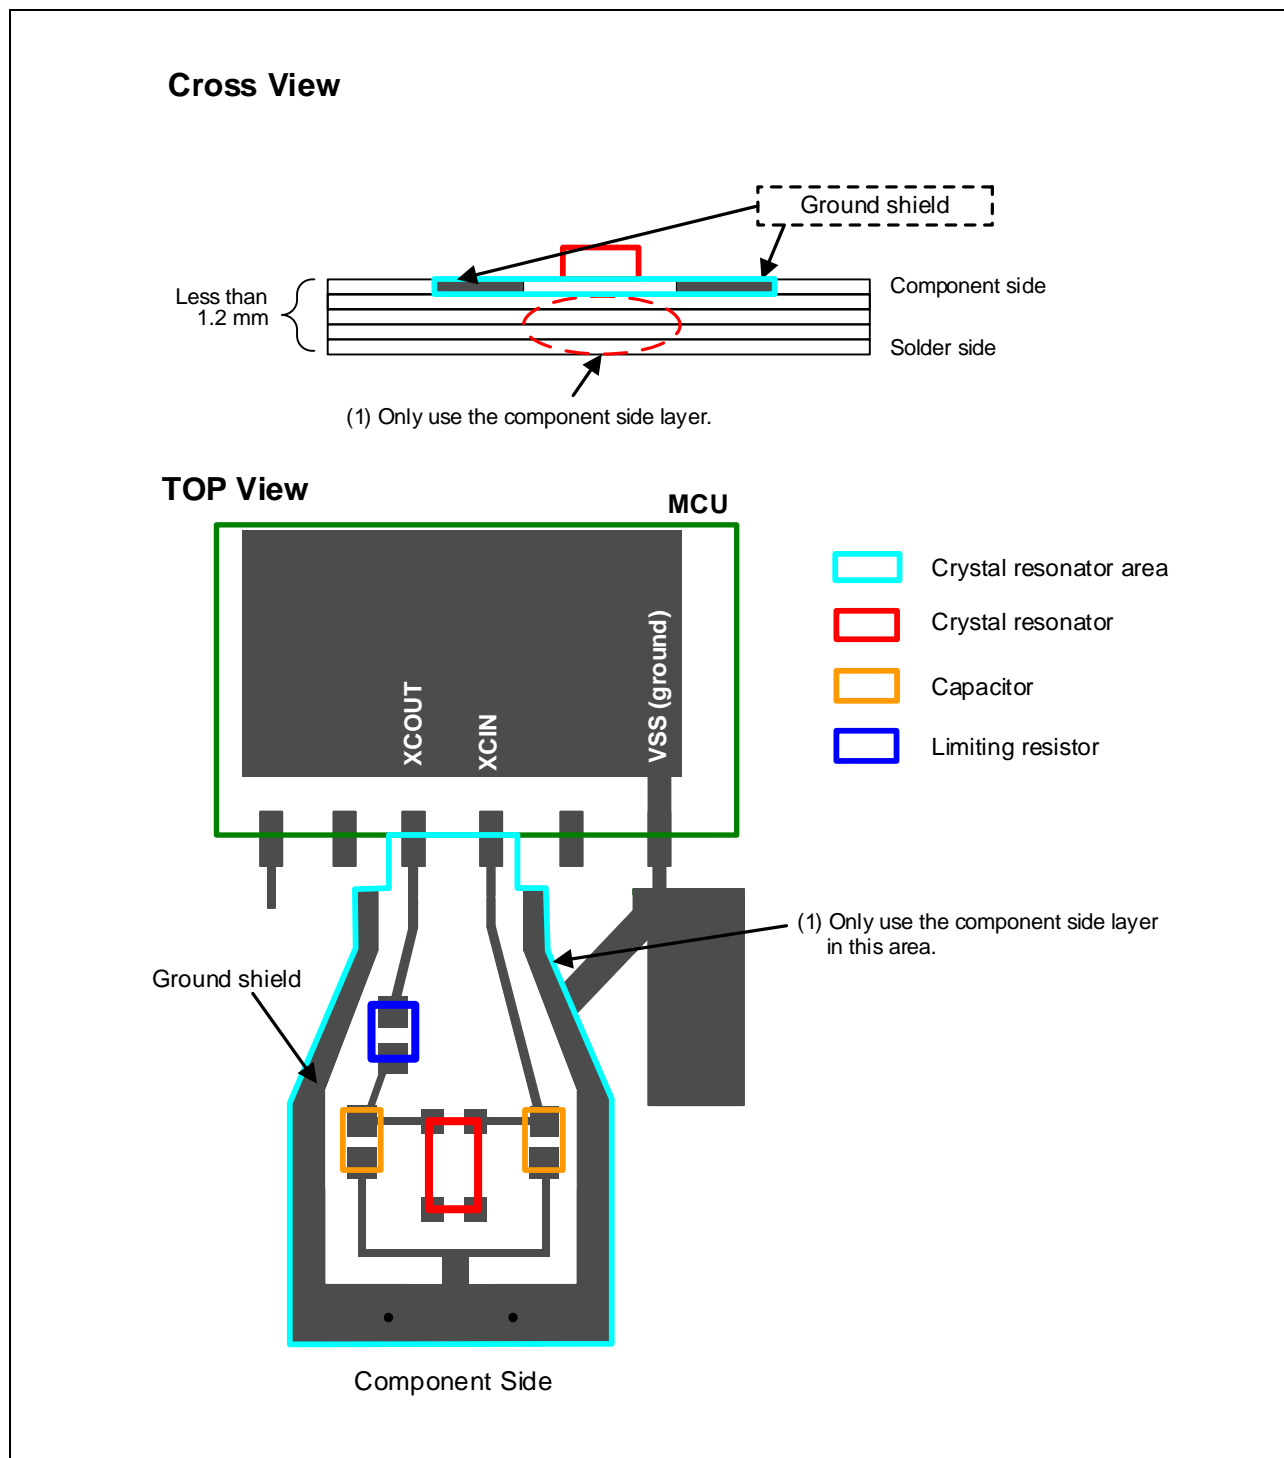 Cross View
Ground shield
Less than
1.2 mm
Component side
Solder side
(1) Only use the component side layer.
TOP View
MCU
XCOUT
XCIN
VSS (ground)
Crystal resonator area
Crystal resonator
Capacitor
Limiting resistor
(1) Only use the component side layer
in this area.
Ground shield
Component Side